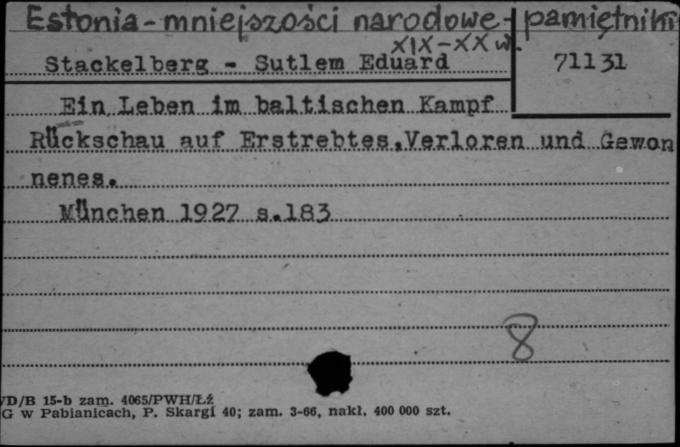 Estonia - mniejszości narodowe - pamiętniki
XIX-XX w.
Stackelberg - Sutlem Eduard
71131
Ein Leben im baltischen Kampf
Rückschau auf Erstrebtes,Verloren und Gewon
nenes.
München 1927 s.183
8
VD/B 15-b zam. 4065/PWH/Łź
G w Pabianicach, P. Skargi 40; zam. 3-66, nakł. 400 000 szt.